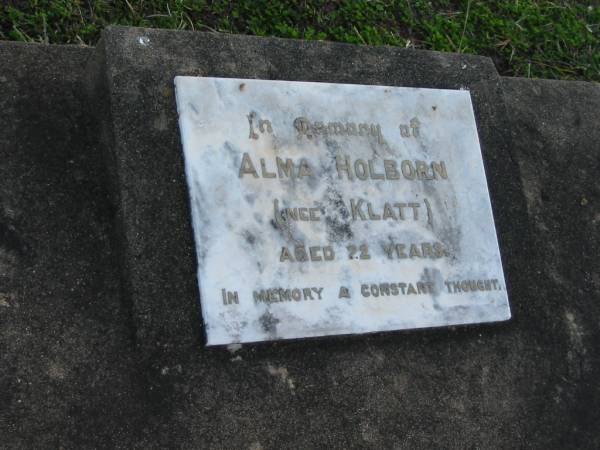 In Memory of
ALMA HOLBORN
(NEE KLATT)
AGED 22 YEARS.
IN MEMORY A CONSTANT THOUGHT.